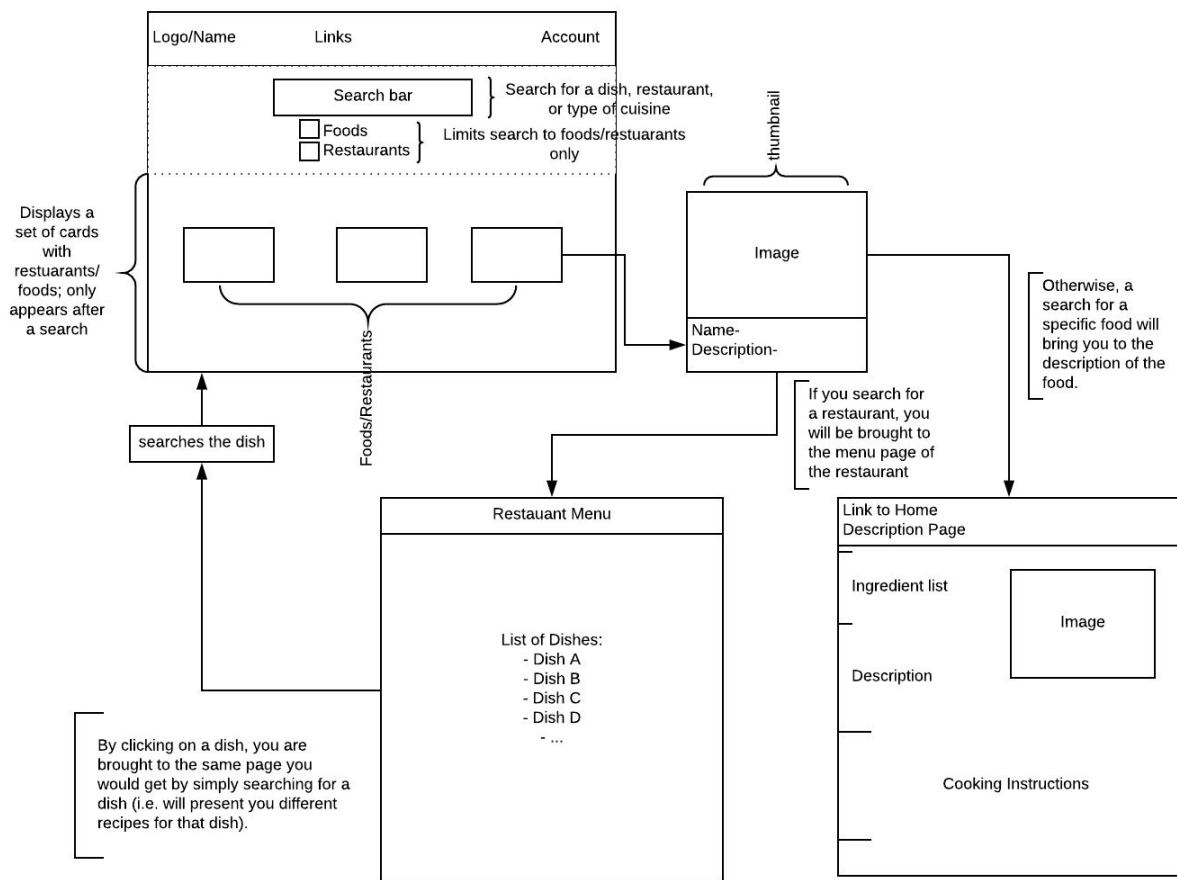 Logo/Name
Links
Account
Search bar
Search for a dish, restaurant,
or type of cuisine
Foods
Restaurants
Limits search to foods/restuarants
only
thumbnail
Displays a
set of cards
with
restuarants/
foods; only
appears after
a search
Foods/Restaurants
Image
Name-
Description-
Otherwise, a
search for a
specific food will
bring you to the
description of the
food.
If you search for
a restaurant, you
will be brought to
the menu page of
the restaurant
searches the dish
Restauant Menu
List of Dishes:
- Dish A
- Dish B
- Dish C
- Dish D
- ...
Link to Home
Description Page
Ingredient list
Image
Description
Cooking Instructions
By clicking on a dish, you are
brought to the same page you
would get by simply searching for a
dish (i.e. will present you different
recipes for that dish).